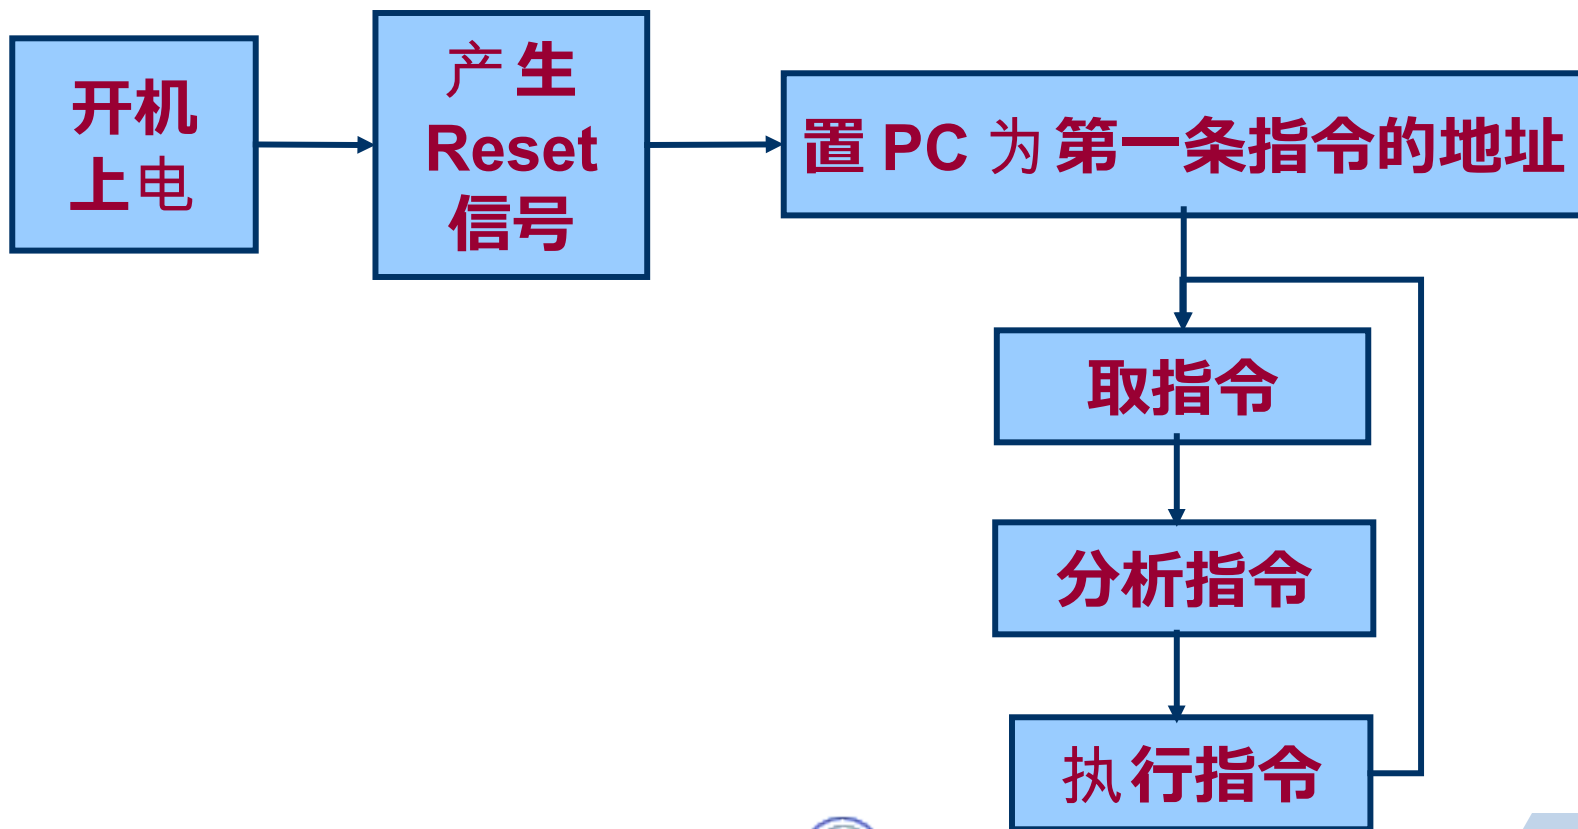 开机
上电
产生
Reset
信号
置 PC 为第一条指令的地址
取指令
分析指令
执行指令